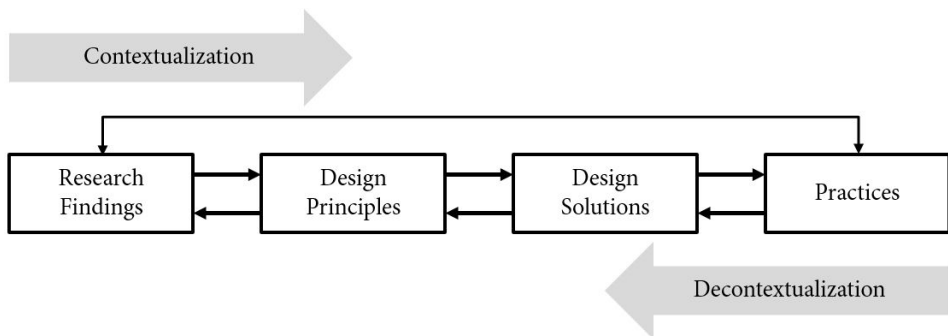 Contextualization
Research
Findings
Design
Principles
Design
Solutions
Practices
Decontextualization